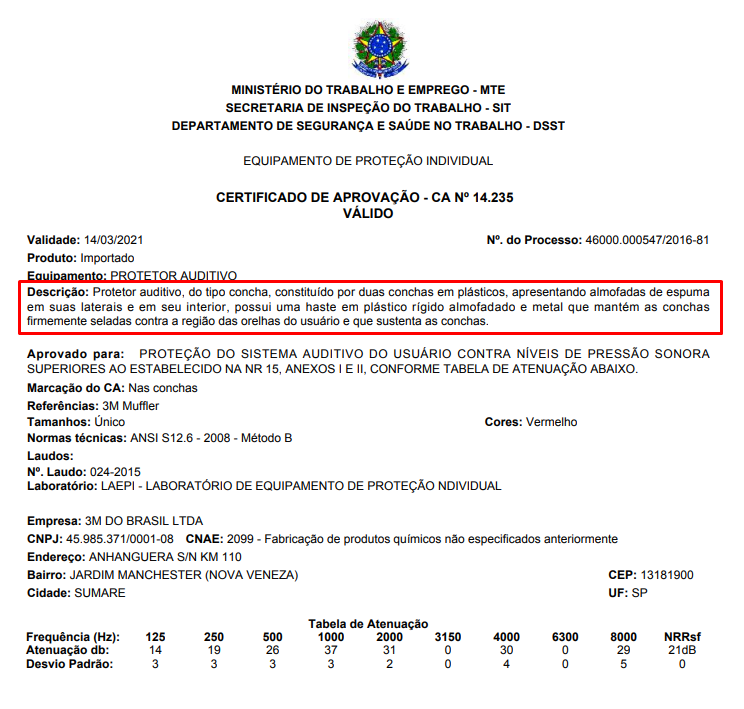 MINISTÉRIO DO TRABALHO E EMPREGO - MTE
SECRETARIA DE INSPEÇÃO DO TRABALHO - SIT
DEPARTAMENTO DE SEGURANÇA E SAÚDE NO TRABALHO - DSST
EQUIPAMENTO DE PROTEÇÃO INDIVIDUAL
CERTIFICADO DE APROVAÇÃO - CA Nº 14.235
VÁLIDO
Validade: 14/03/2021 Nº. do Processo: 46000.000547/2016-81
Produto: Importado
Equipamento: PROTETOR AUDITIVO
Descrição: Protetor auditivo, do tipo concha, constituído por duas conchas em plásticos, apresentando almofadas de espuma
em suas laterais e em seu interior, possui uma haste em plástico rígido almofadado e metal que mantém as conchas
firmemente seladas contra a região das orelhas do usuário e que sustenta as conchas.
Aprovado para: PROTEÇÃO DO SISTEMA AUDITIVO DO USUÁRIO CONTRA NÍVEIS DE PRESSÃO SONORA
SUPERIORES AO ESTABELECIDO NA NR 15, ANEXOS I E II, CONFORME TABELA DE ATENUAÇÃO ABAIXO.
Marcação do CA: Nas conchas
Referências: 3M Muffler
Tamanhos: Único Cores: Vermelho
Normas técnicas: ANSI S12.6 - 2008 - Método B
Laudos:
Nº. Laudo: 024-2015
Laboratório: LAEPI - LABORATÓRIO DE EQUIPAMENTO DE PROTEÇÃO NDIVIDUAL
Empresa: 3M DO BRASIL LTDA
CNPJ: 45.985.371/0001-08 CNAE: 2099 - Fabricação de produtos químicos não especificados anteriormente
Endereço: ANHANGUERA S/N KM 110
Bairro: JARDIM MANCHESTER (NOVA VENEZA) CEP: 13181900
Cidade: SUMARE UF: SP
Tabela de Atenuação
Frequência (Hz): 125 250 500 1000 2000 3150 4000 6300 8000 NRRsf
Atenuação db: 14 19 26 37 31 0 30 0 29 21dB
Desvio Padrão: 3 3 3 3 2 0 4 0 5 0